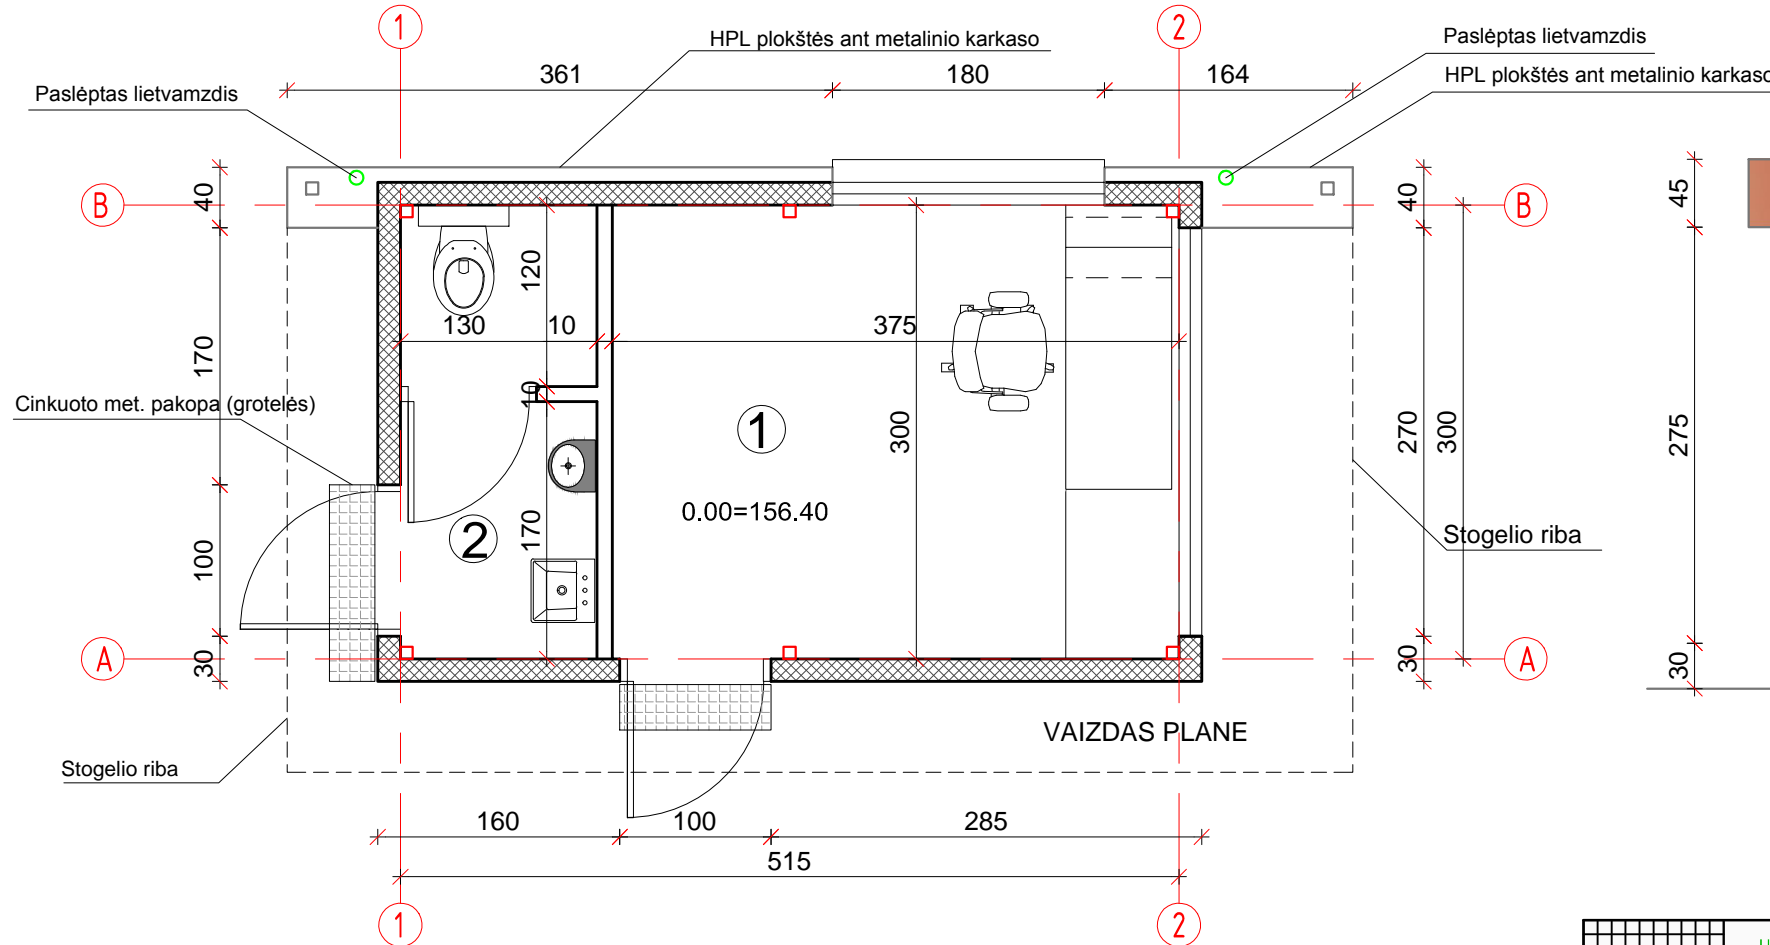 1
2
HPL plokštės ant metalinio karkaso
Paslėptas lietvamzdis
361
180
164
HPL plokštės ant metalinio karkaso
Paslėptas lietvamzdis
B
40
40
45
B
120
130
10
375
170
10
Cinkuoto met. pakopa (grotelės)
1
300
270
300
275
0.00=156.40
2
170
Stogelio riba
100
A
30
30
30
A
VAIZDAS PLANE
Stogelio riba
160
100
285
515
1
2